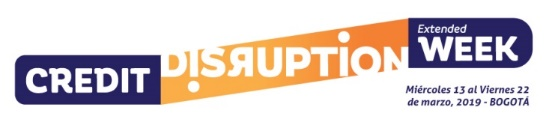 CREDIT DISRUPTION Extended WEEK
Miércoles 13 al Viernes 22
de marzo, 2019 - BOGOTÁ